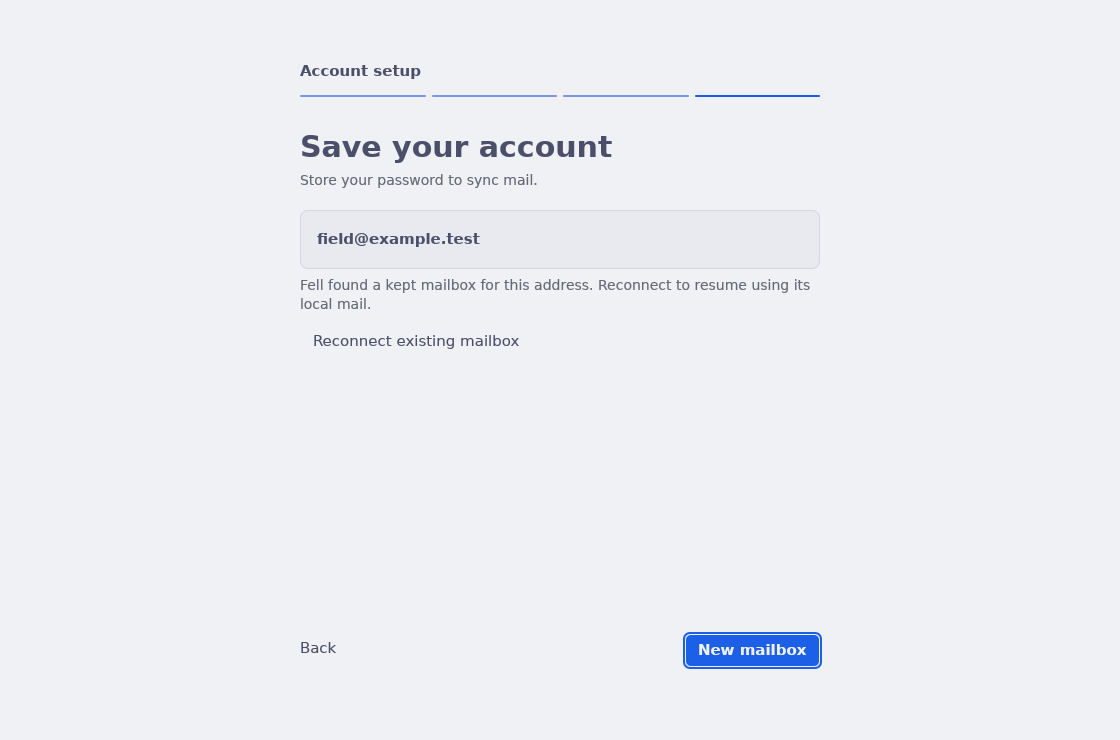 Account setup
Save your account
Store your password to sync mail.
field@example.test
Fell found a kept mailbox for this address. Reconnect to resume using its
local mail.
Reconnect existing mailbox
Back
New mailbox